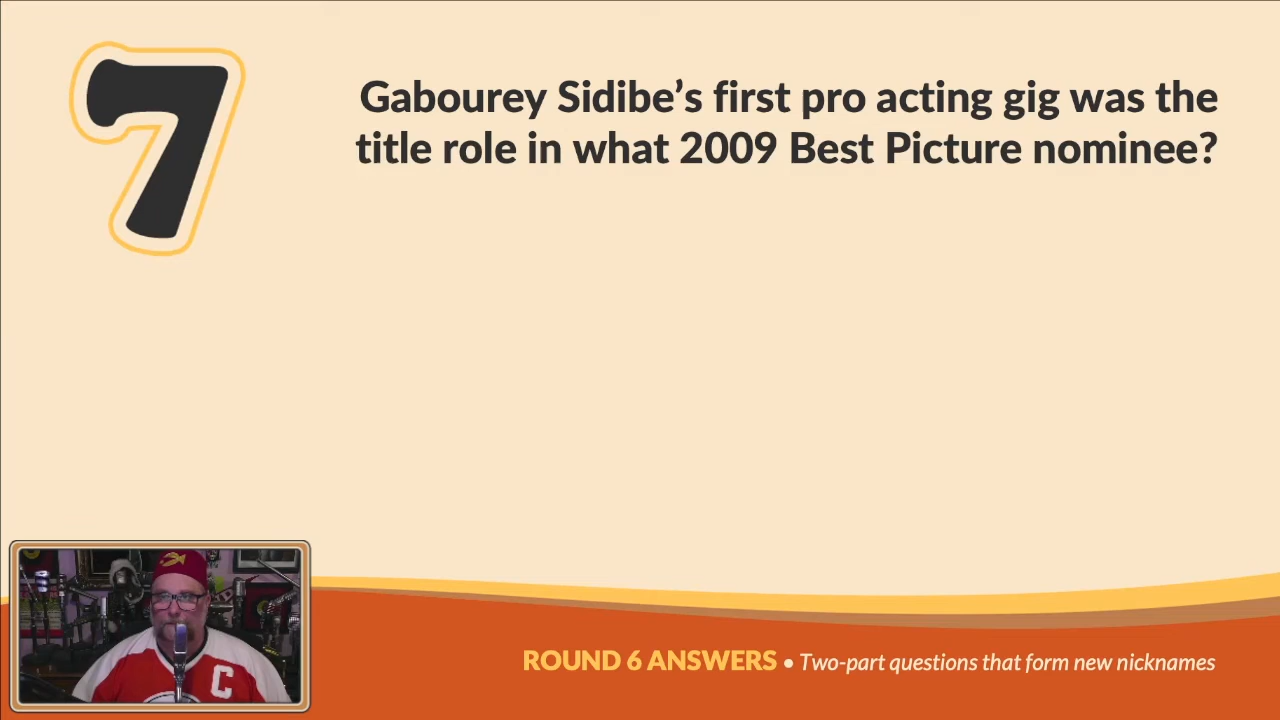 7
Gabourey Sidibe’s first pro acting gig was the
title role in what 2009 Best Picture nominee?
C
ROUND 6 ANSWERS • Two-part questions that form new nicknames